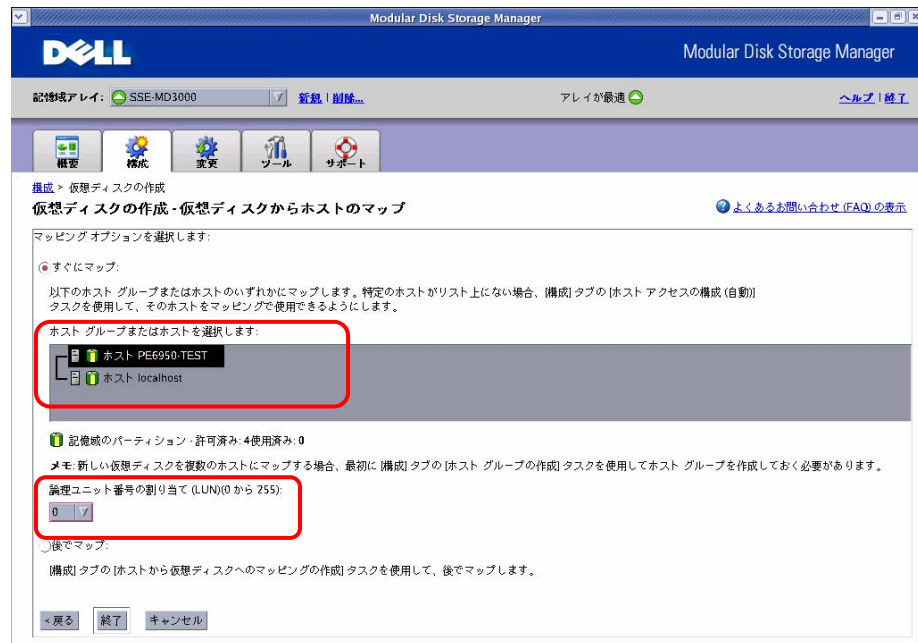 Modular Disk Storage Manager
DELL
Modular Disk Storage Manager
記憶域アレイ: SSE-MD3000 新規 | 削除... アレイが最適 ヘルプ | 終了
概要 構成 変更 ツール サポート
構成 > 仮想ディスクの作成
仮想ディスクの作成 - 仮想ディスクからホストのマップ
よくあるお問い合わせ (FAQ) の表示
マッピング オプションを選択します:
すぐにマップ:
以下のホスト グループまたはホストのいずれかにマップします。特定のホストがリスト上にない場合、[構成] タブの [ホスト アクセスの構成 (自動)]
タスクを使用して、そのホストをマッピングで使用できるようにします。
ホスト グループまたはホストを選択します:
ホスト PE6950-TEST
ホスト localhost
記憶域のパーティション - 許可済み: 4使用済み: 0
メモ: 新しい仮想ディスクを複数のホストにマップする場合、最初に [構成] タブの [ホスト グループの作成] タスクを使用してホスト グループを作成しておく必要があります。
論理ユニット番号の割り当て (LUN)(0 から 255):
0
後でマップ:
[構成] タブの [ホストから仮想ディスクへのマッピングの作成] タスクを使用して、後でマップします。
< 戻る 終了 キャンセル